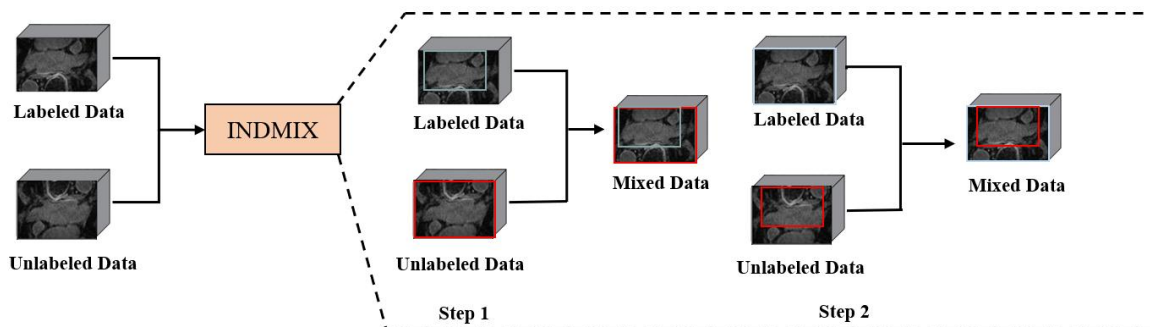 Labeled Data
Unlabeled Data
INDMIX
Labeled Data
Unlabeled Data
Mixed Data
Step 1
Labeled Data
Unlabeled Data
Mixed Data
Step 2